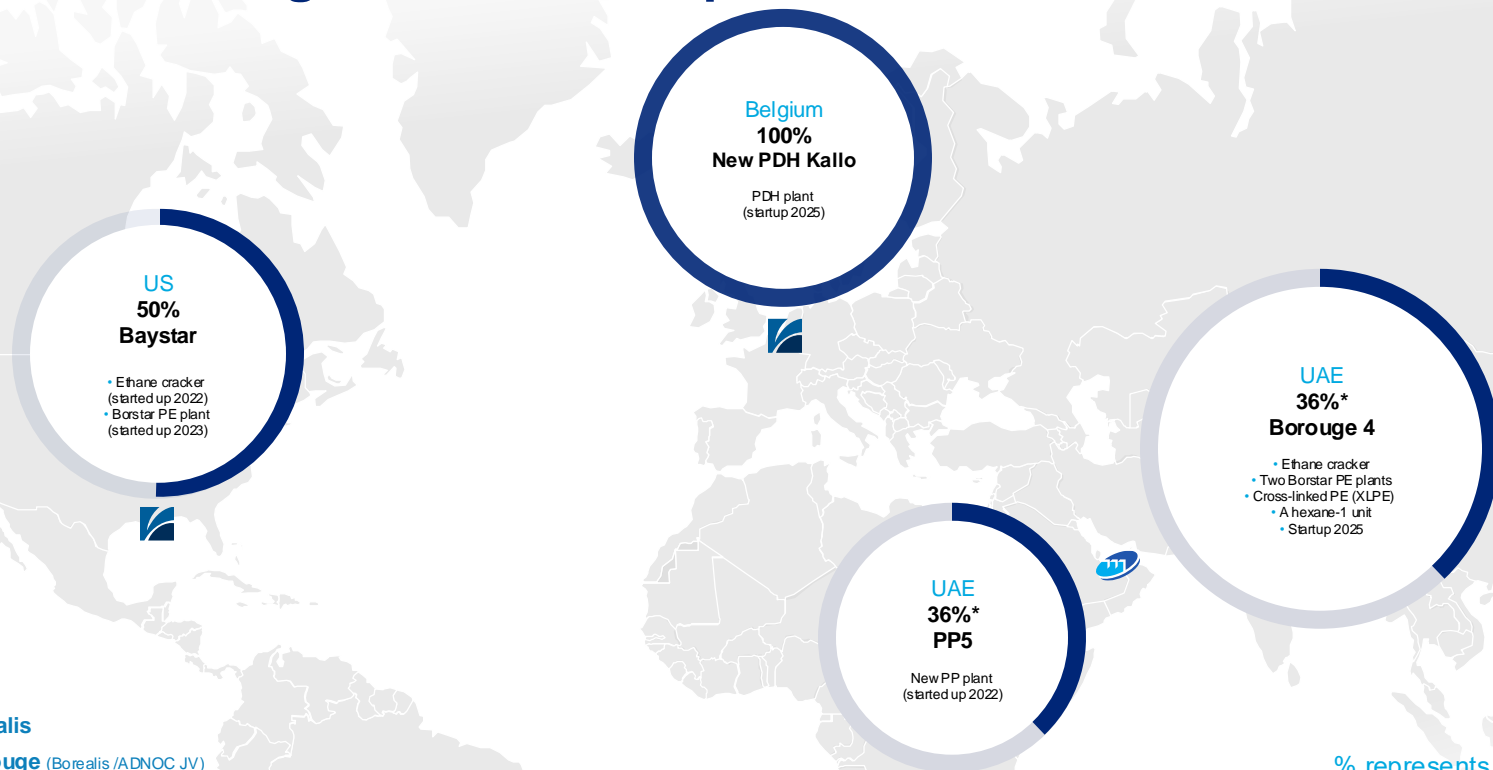 Belgium
100%
New PDH Kallo
PDH plant
(startup 2025)
US
50%
Baystar
• Ethane cracker
(started up 2022)
• Borstar PE plant
(started up 2023)
UAE
36%*
Borouge 4
• Ethane cracker
• Two Borstar PE plants
• Cross-linked PE (XLPE)
• A hexane-1 unit
• Startup 2025
UAE
36%*
PP5
New PP plant
(started up 2022)
alis
uge (Borealis /ADNOC JV)
% represents